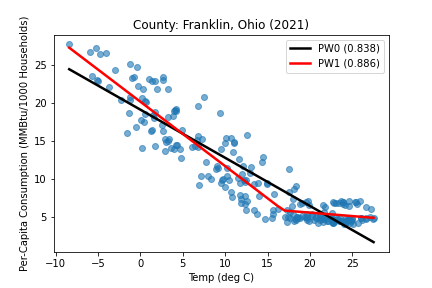 County: Franklin, Ohio (2021)
PW0 (0.838)
PW1 (0.886)
Per-Capita Consumption (MMBtu/1000 Households)
25
20
15
10
5
−10 −5 0 5 10 15 20 25
Temp (deg C)